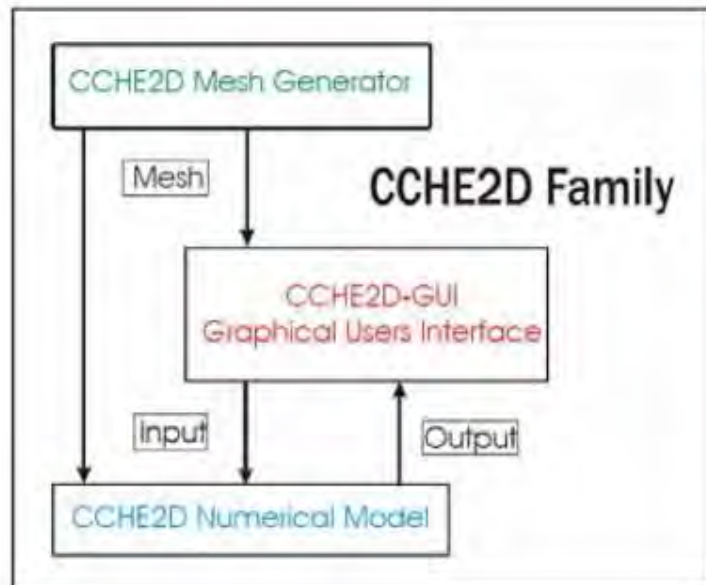 CCHE2D Mesh Generator
Mesh
CCHE2D Family
CCHE2D-GUI
Graphical Users Interface
Input
Output
CCHE2D Numerical Model